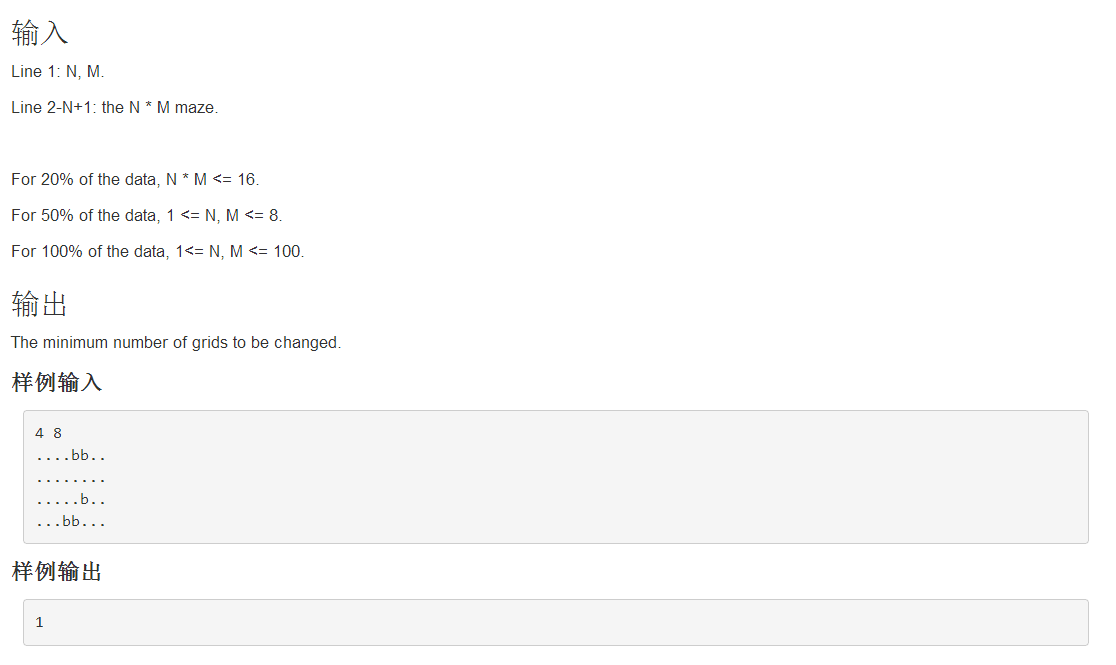 输入
Line 1: N, M.
Line 2-N+1: the N * M maze.
For 20% of the data, N * M <= 16.
For 50% of the data, 1 <= N, M <= 8.
For 100% of the data, 1<= N, M <= 100.
输出
The minimum number of grids to be changed.
样例输入
4 8
....bb..
........
.....b..
...bb...
样例输出
1